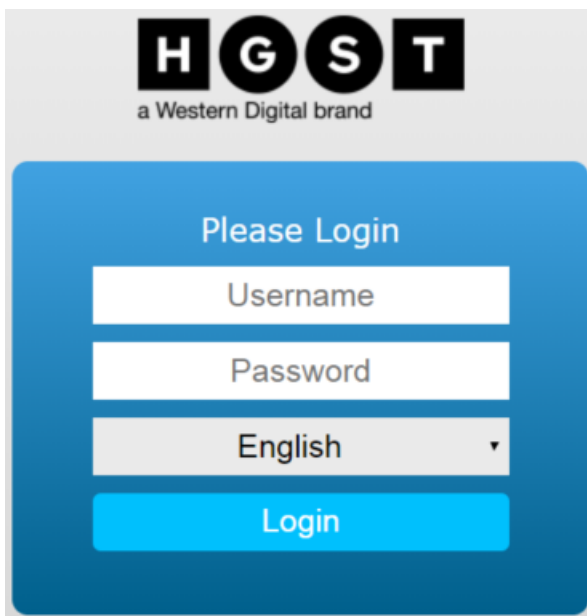 HGST
a Western Digital brand
Please Login
Username
Password
English
Login